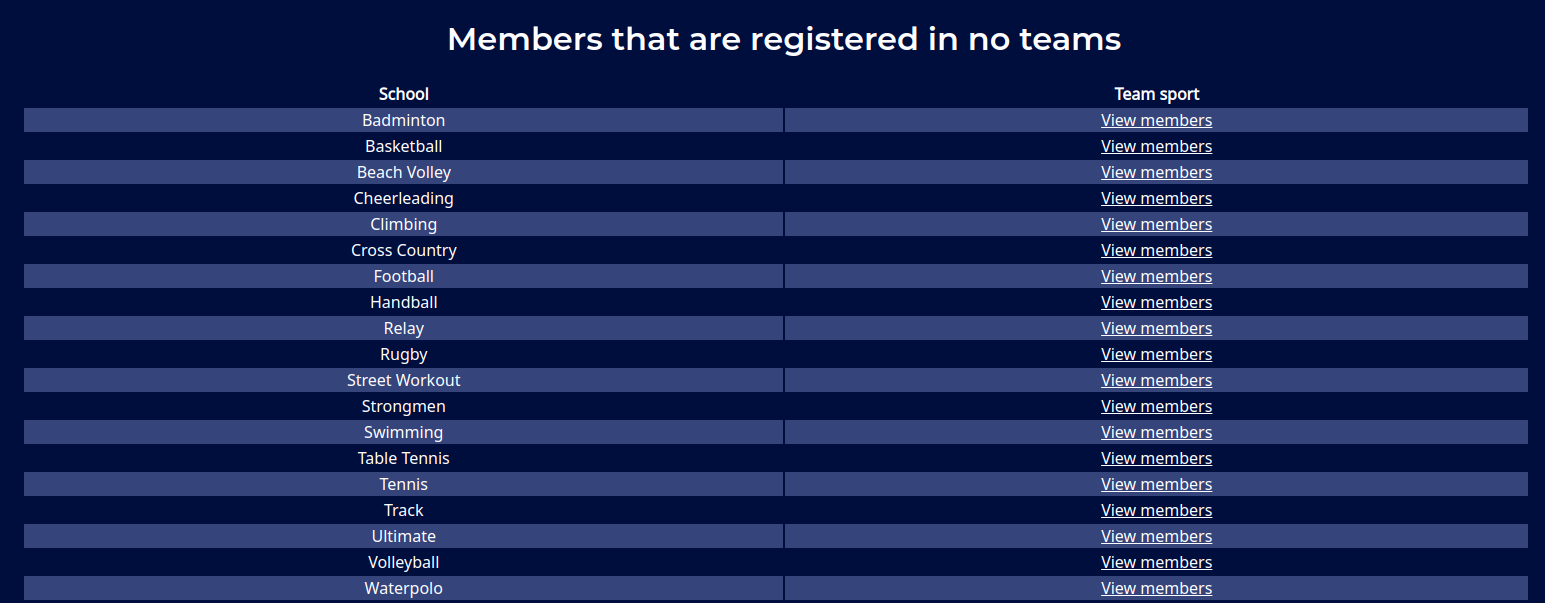 Members that are registered in no teams
School Team sport
Badminton View members
Basketball View members
Beach Volley View members
Cheerleading View members
Climbing View members
Cross Country View members
Football View members
Handball View members
Relay View members
Rugby View members
Street Workout View members
Strongmen View members
Swimming View members
Table Tennis View members
Tennis View members
Track View members
Ultimate View members
Volleyball View members
Waterpolo View members